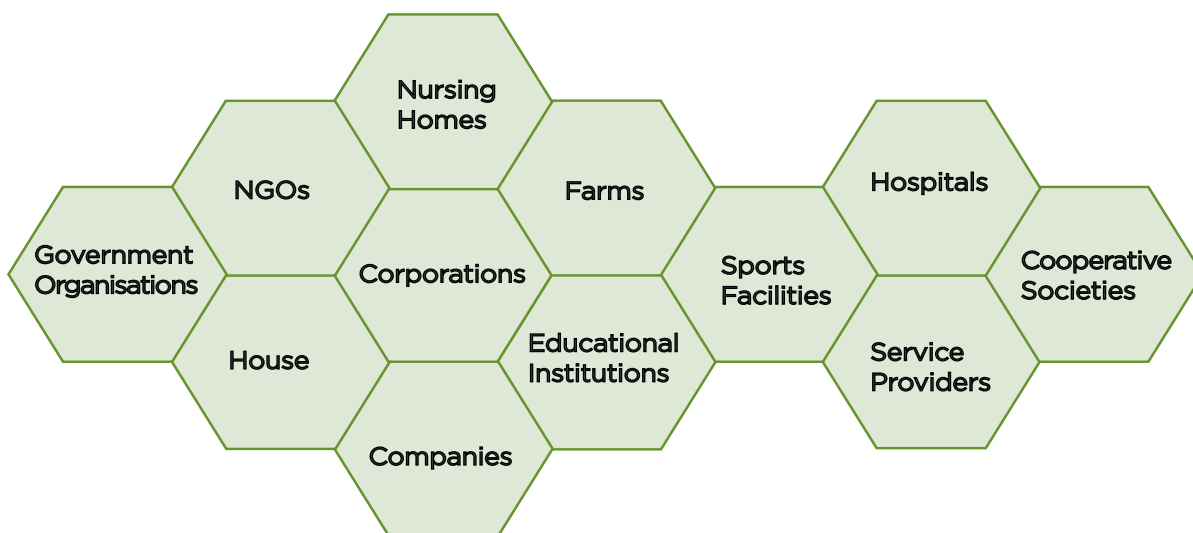 Nursing
Homes
NGOs
Farms
Hospitals
Government
Organisations
Corporations
Sports
Facilities
Cooperative
Societies
House
Educational
Institutions
Service
Providers
Companies